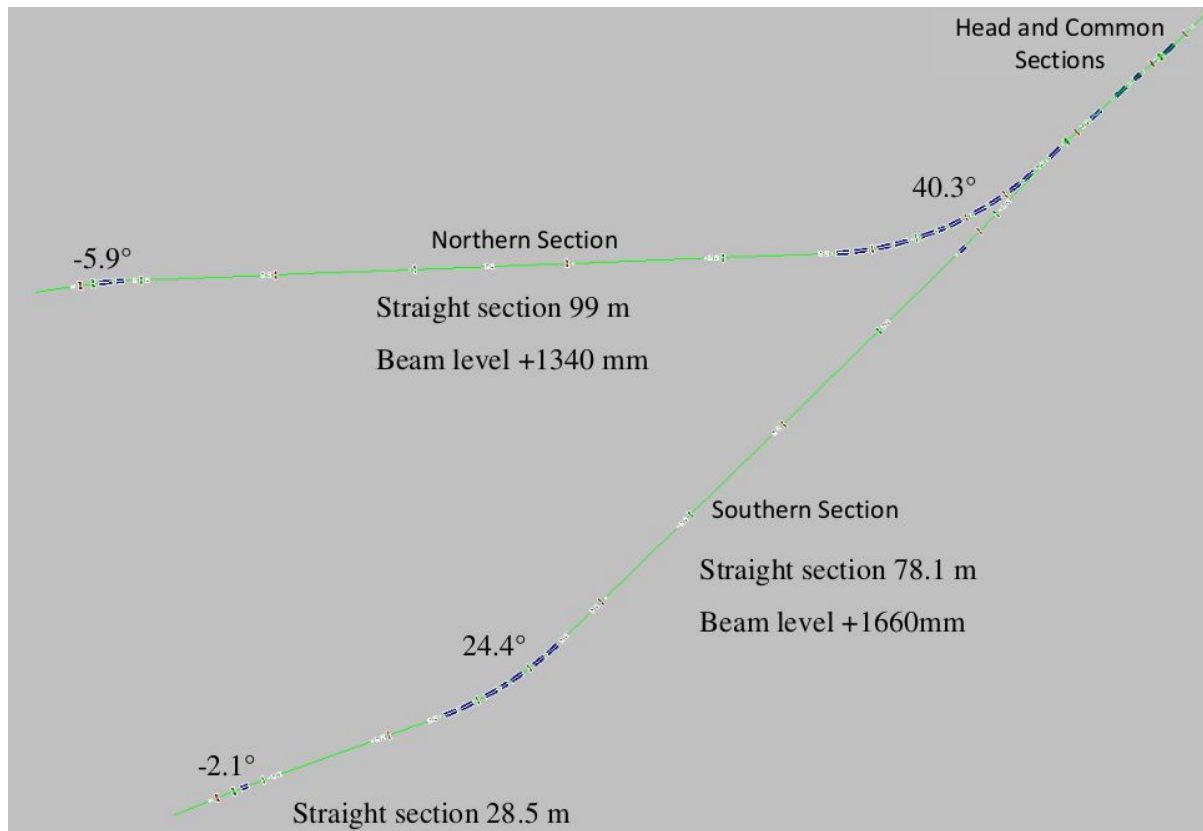 Head and Common
Sections
40.3°
Northern Section
-5.9°
Straight section 99 m
Beam level +1340 mm
Southern Section
Straight section 78.1 m
Beam level +1660mm
24.4°
-2.1°
Straight section 28.5 m